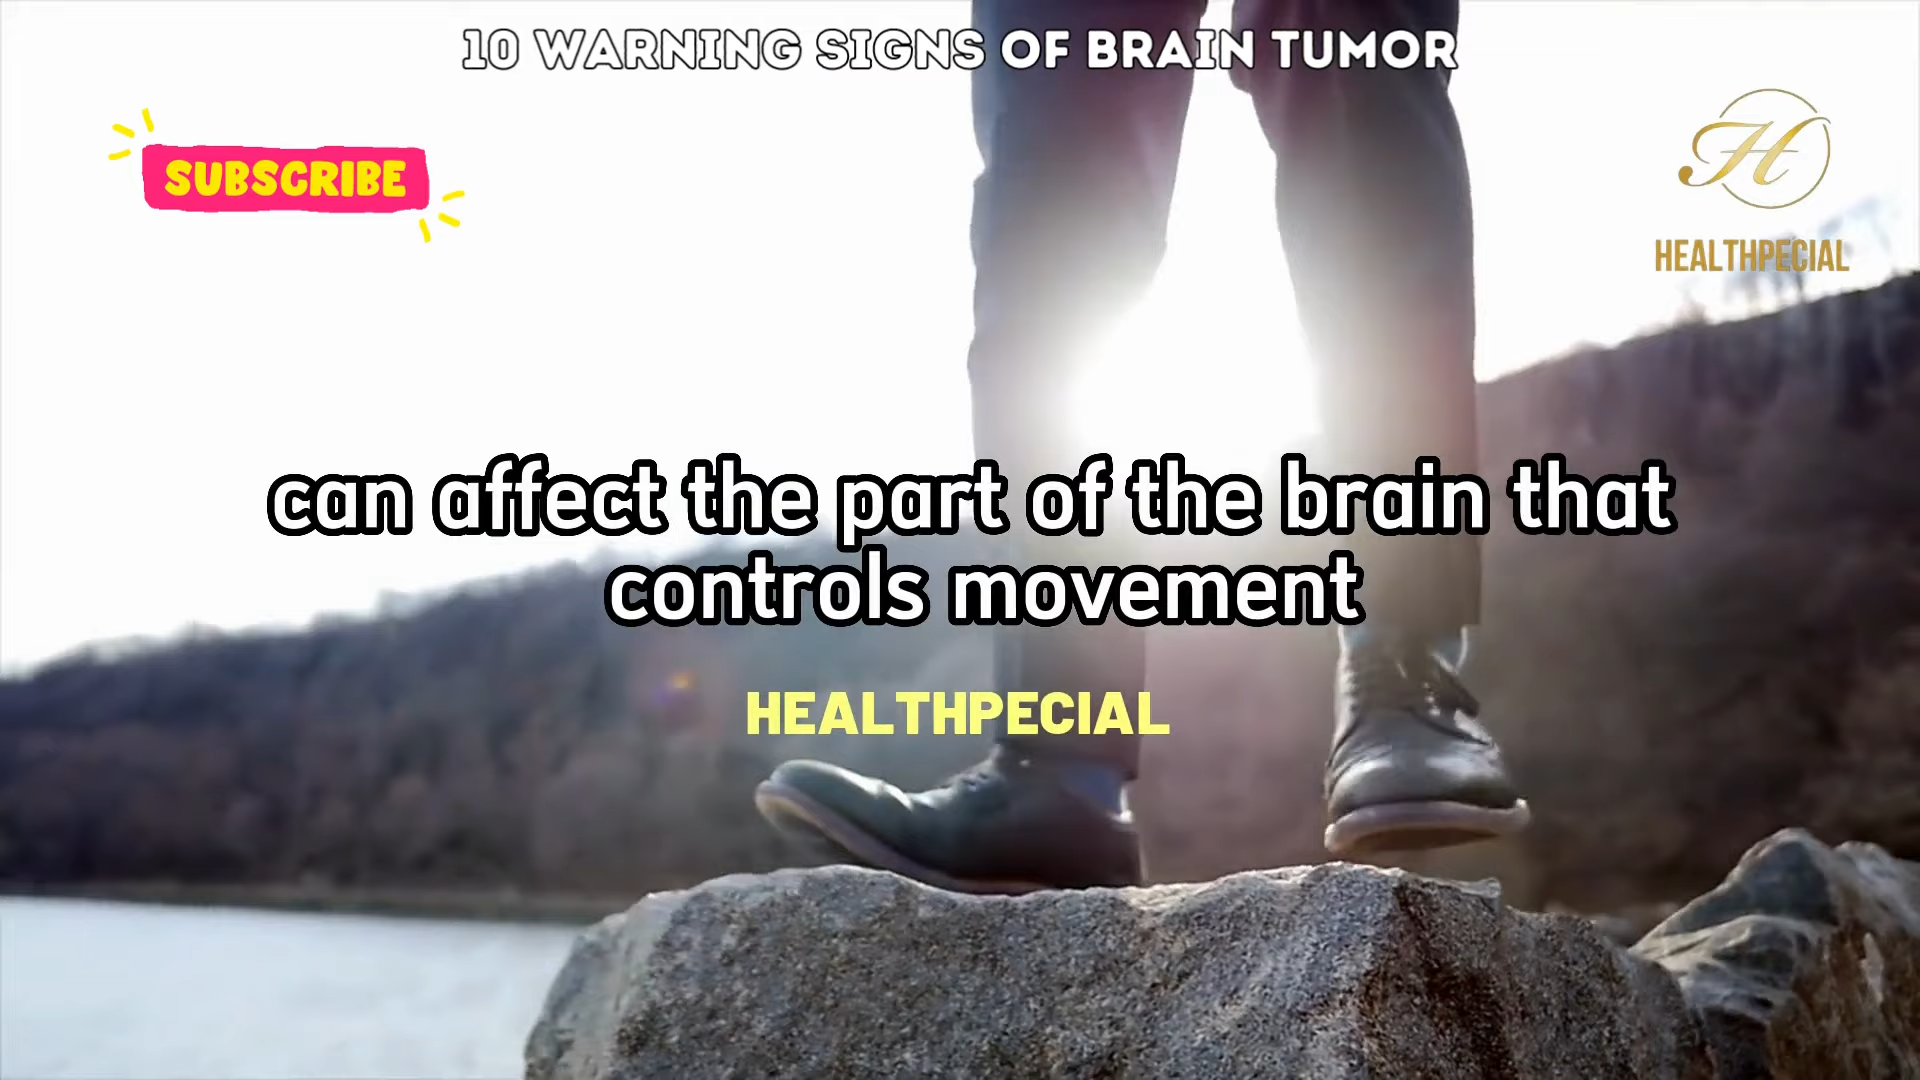 10 WARNING SIGNS OF BRAIN TUMOR
SUBSCRIBE
H
HEALTHPECIAL
can affect the part of the brain that
controls movement
HEALTHPECIAL